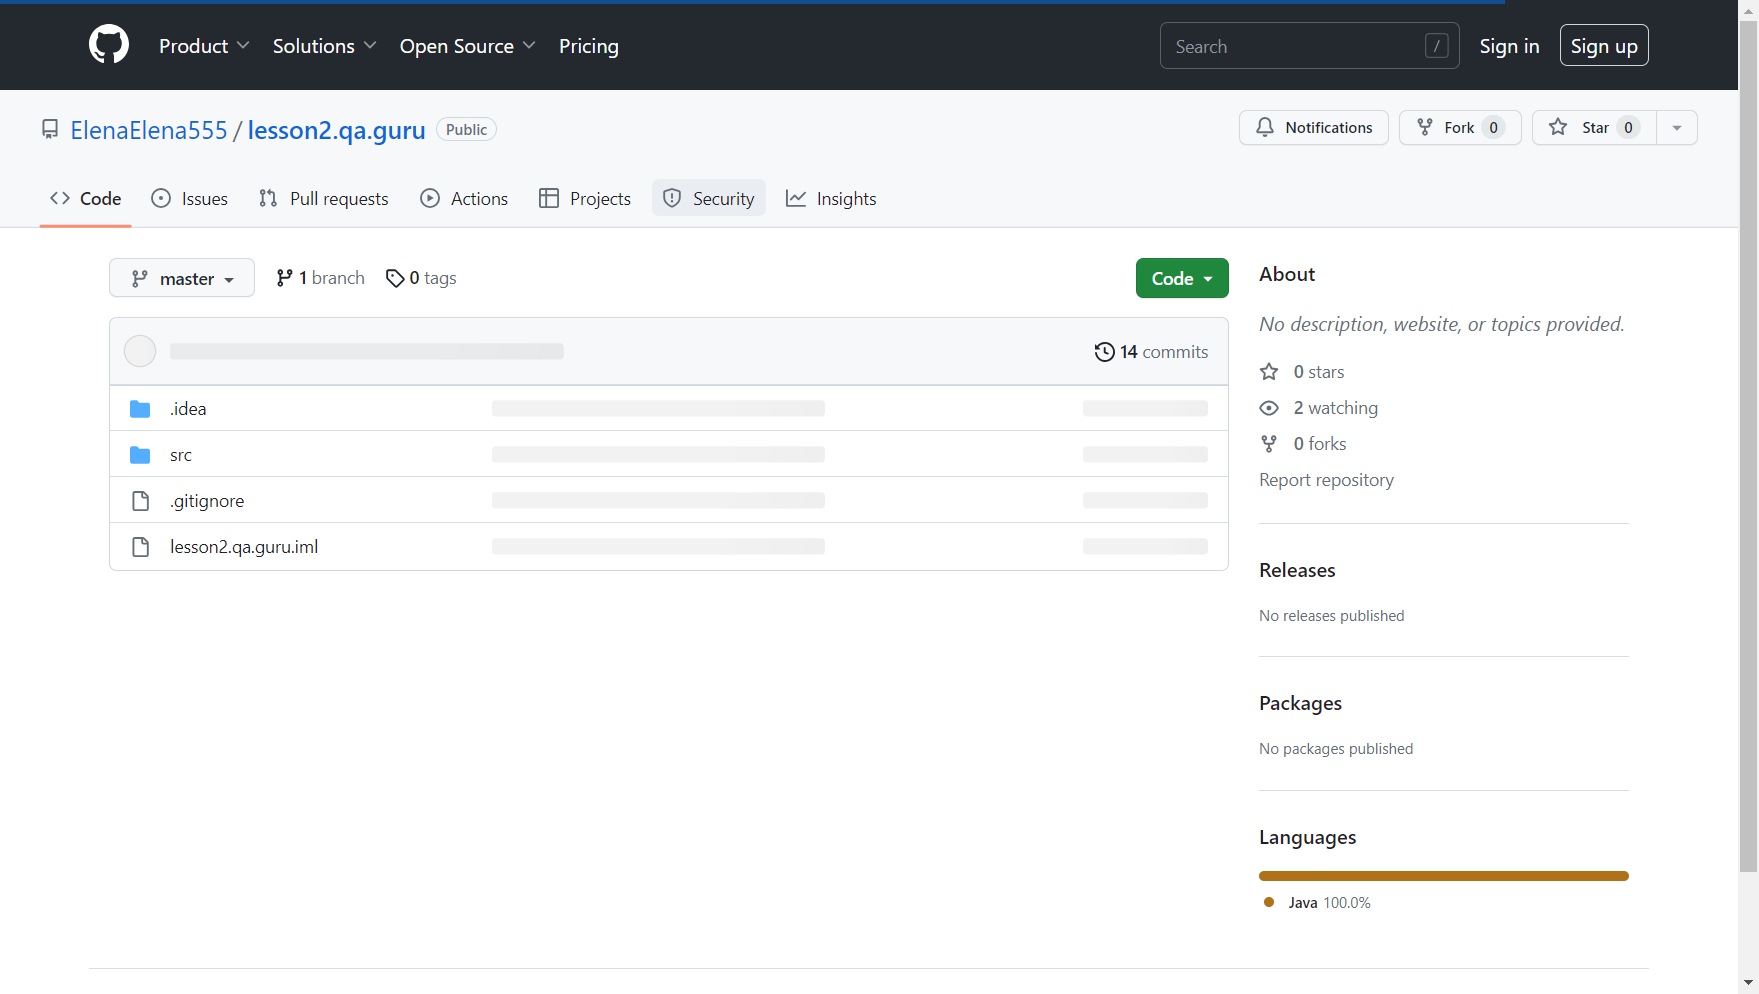 Product Solutions Open Source Pricing Search / Sign in Sign up
ElenaElena555 / lesson2.qa.guru Public Notifications Fork 0 Star 0
Code Issues Pull requests Actions Projects Security Insights
master 1 branch 0 tags Code
14 commits
.idea
src
.gitignore
lesson2.qa.guru.iml
About
No description, website, or topics provided.
0 stars
2 watching
0 forks
Report repository
Releases
No releases published
Packages
No packages published
Languages
Java 100.0%